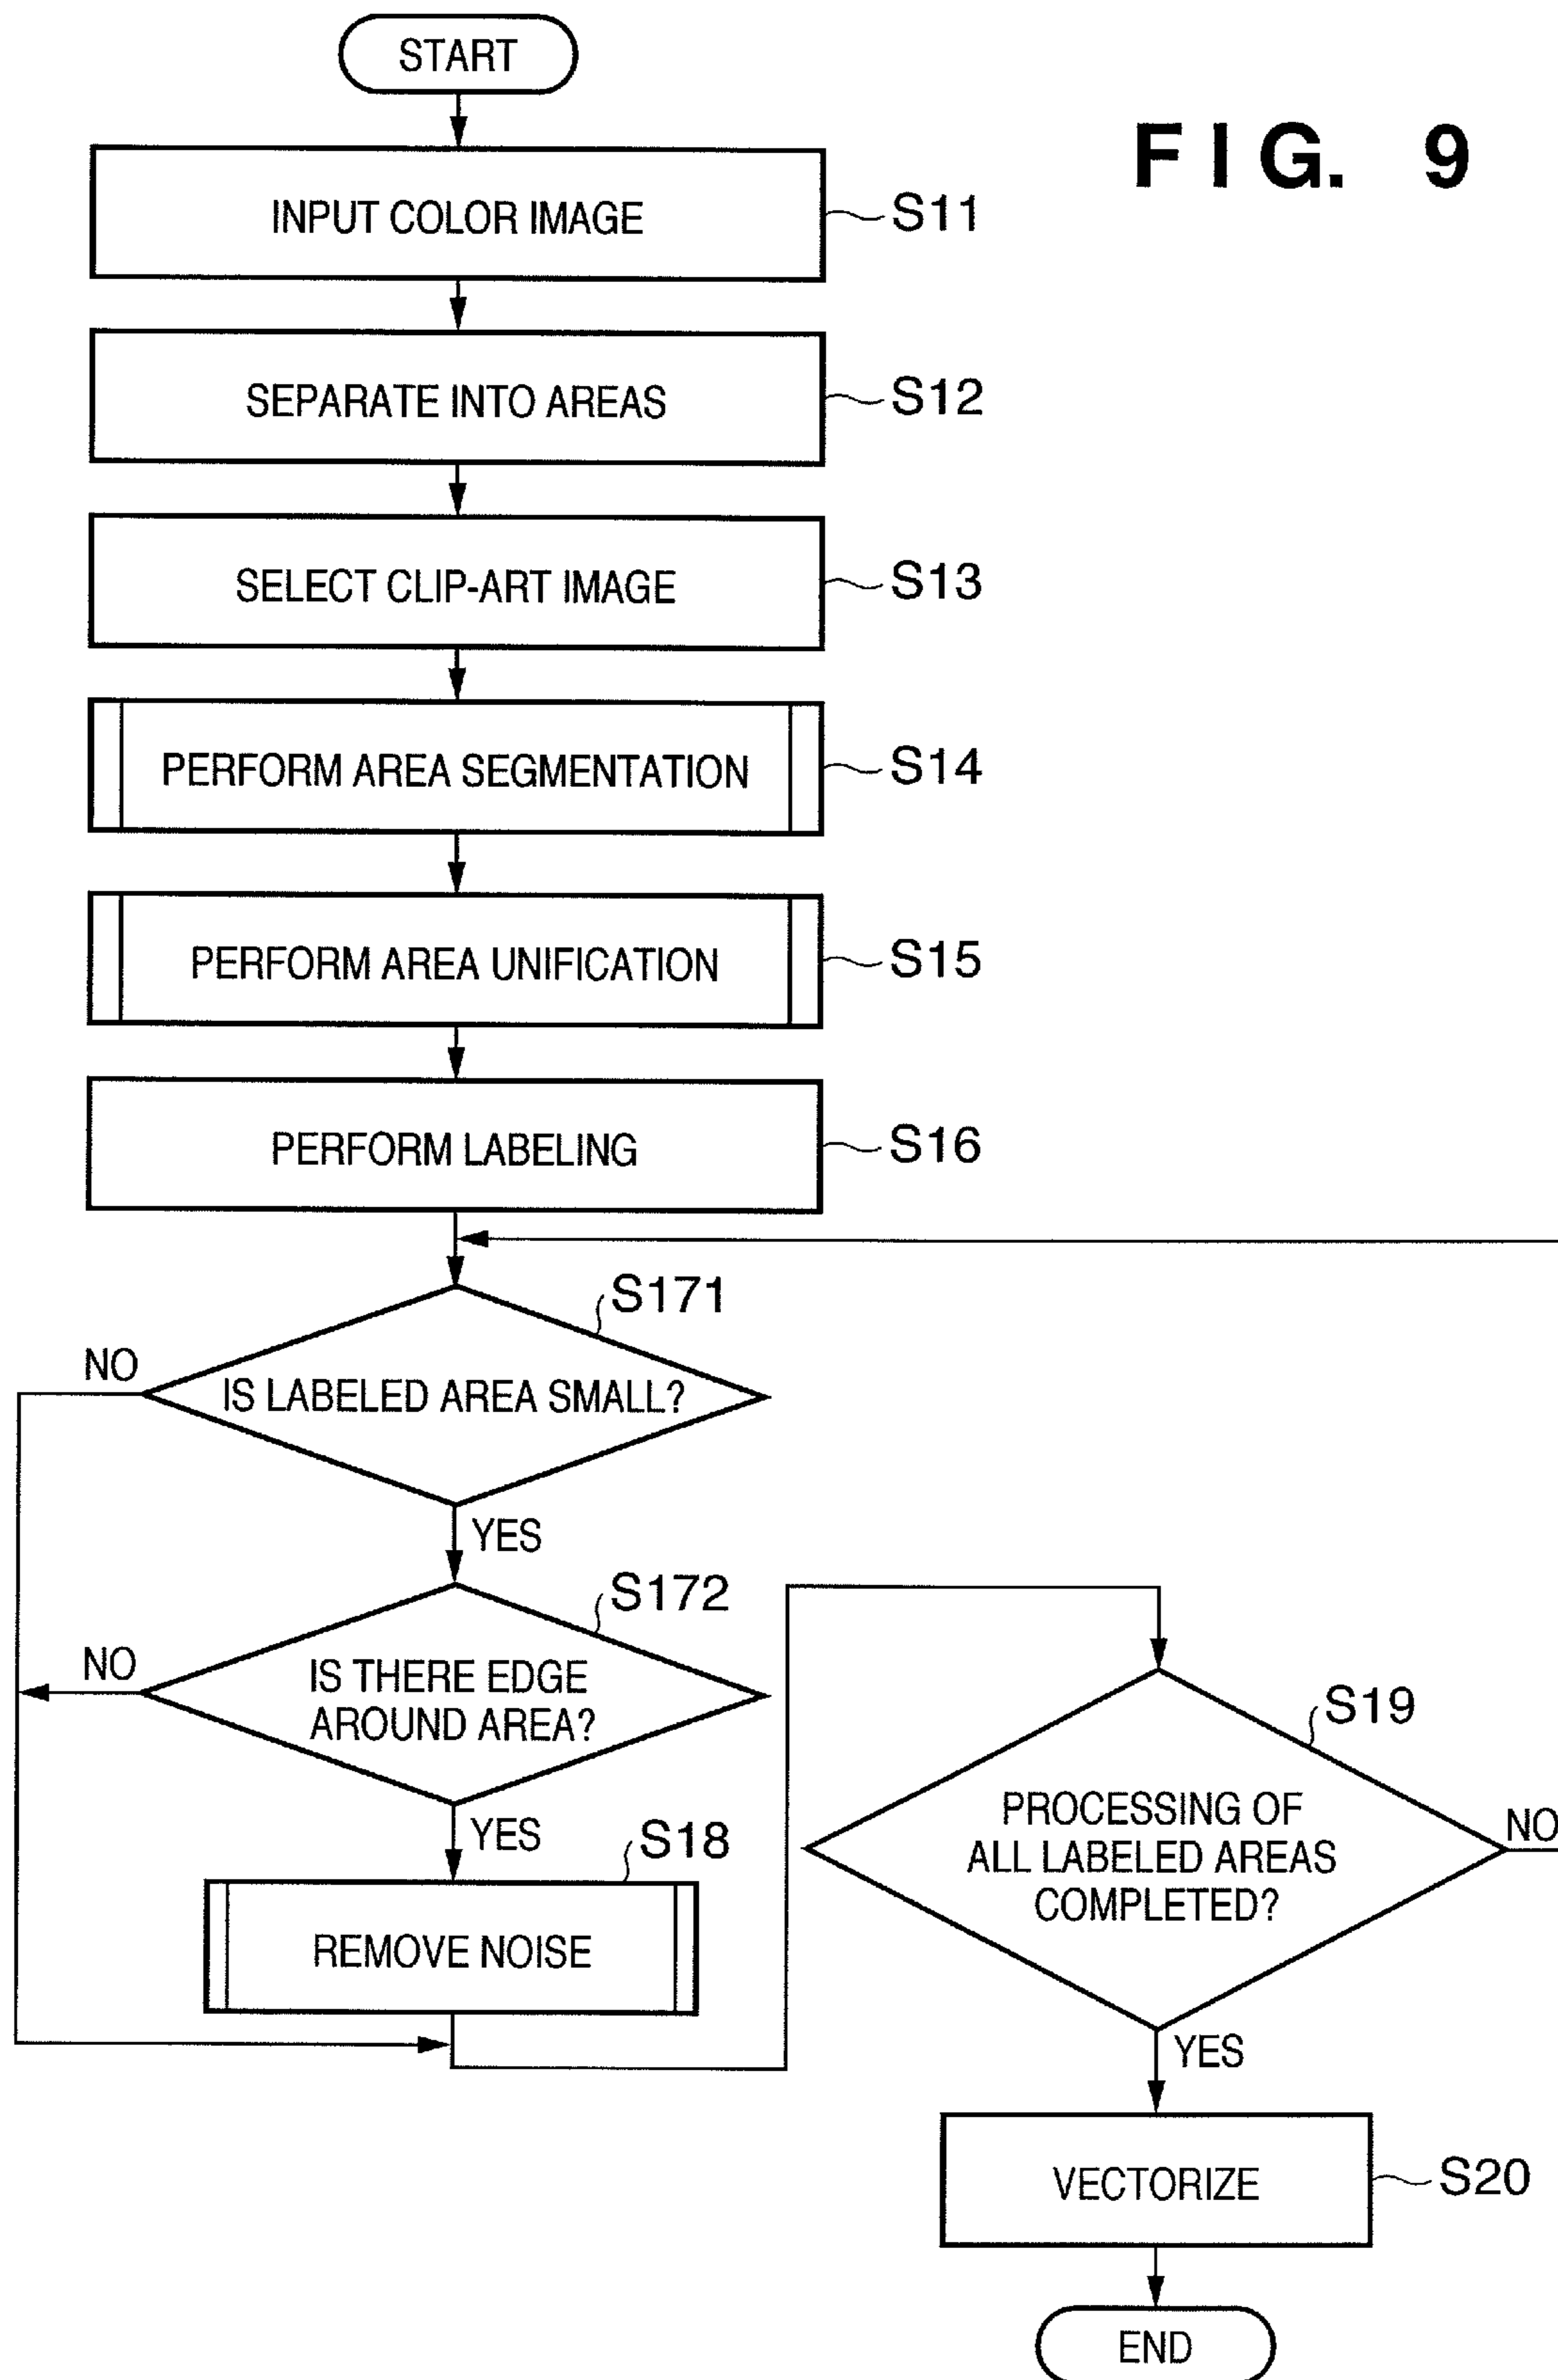 START
FIG. 9
INPUT COLOR IMAGE
S11
SEPARATE INTO AREAS
S12
SELECT CLIP-ART IMAGE
S13
PERFORM AREA SEGMENTATION
S14
PERFORM AREA UNIFICATION
S15
PERFORM LABELING
S16
S171
NO
IS LABELED AREA SMALL?
YES
S172
NO
IS THERE EDGE
AROUND AREA?
YES
S18
REMOVE NOISE
S19
PROCESSING OF
ALL LABELED AREAS
COMPLETED?
NO
YES
VECTORIZE
S20
END